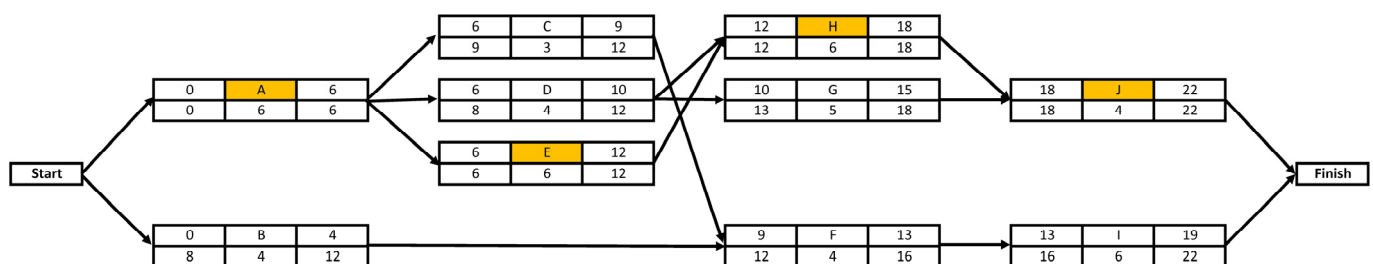 6 C 9
9 3 12
12 H 18
12 6 18
0 A 6
0 6 6
6 D 10
8 4 12
10 G 15
13 5 18
18 J 22
18 4 22
6 E 12
6 6 12
Start
Finish
0 B 4
8 4 12
9 F 13
12 4 16
13 I 19
16 6 22